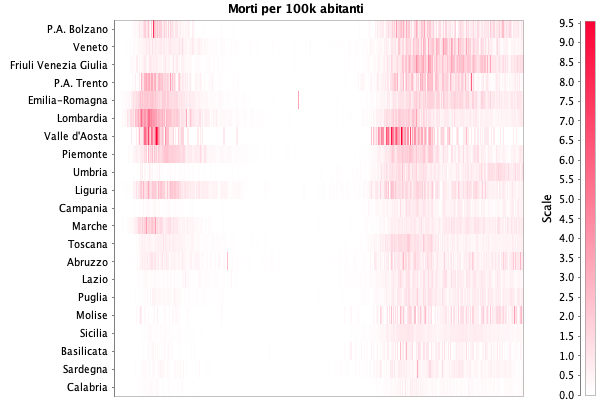 Morti per 100k abitanti
P.A. Bolzano
Veneto
Friuli Venezia Giulia
P.A. Trento
Emilia-Romagna
Lombardia
Valle d'Aosta
Piemonte
Umbria
Liguria
Campania
Marche
Toscana
Abruzzo
Lazio
Puglia
Molise
Sicilia
Basilicata
Sardegna
Calabria
Scale
9.5
9.0
8.5
8.0
7.5
7.0
6.5
6.0
5.5
5.0
4.5
4.0
3.5
3.0
2.5
2.0
1.5
1.0
0.5
0.0